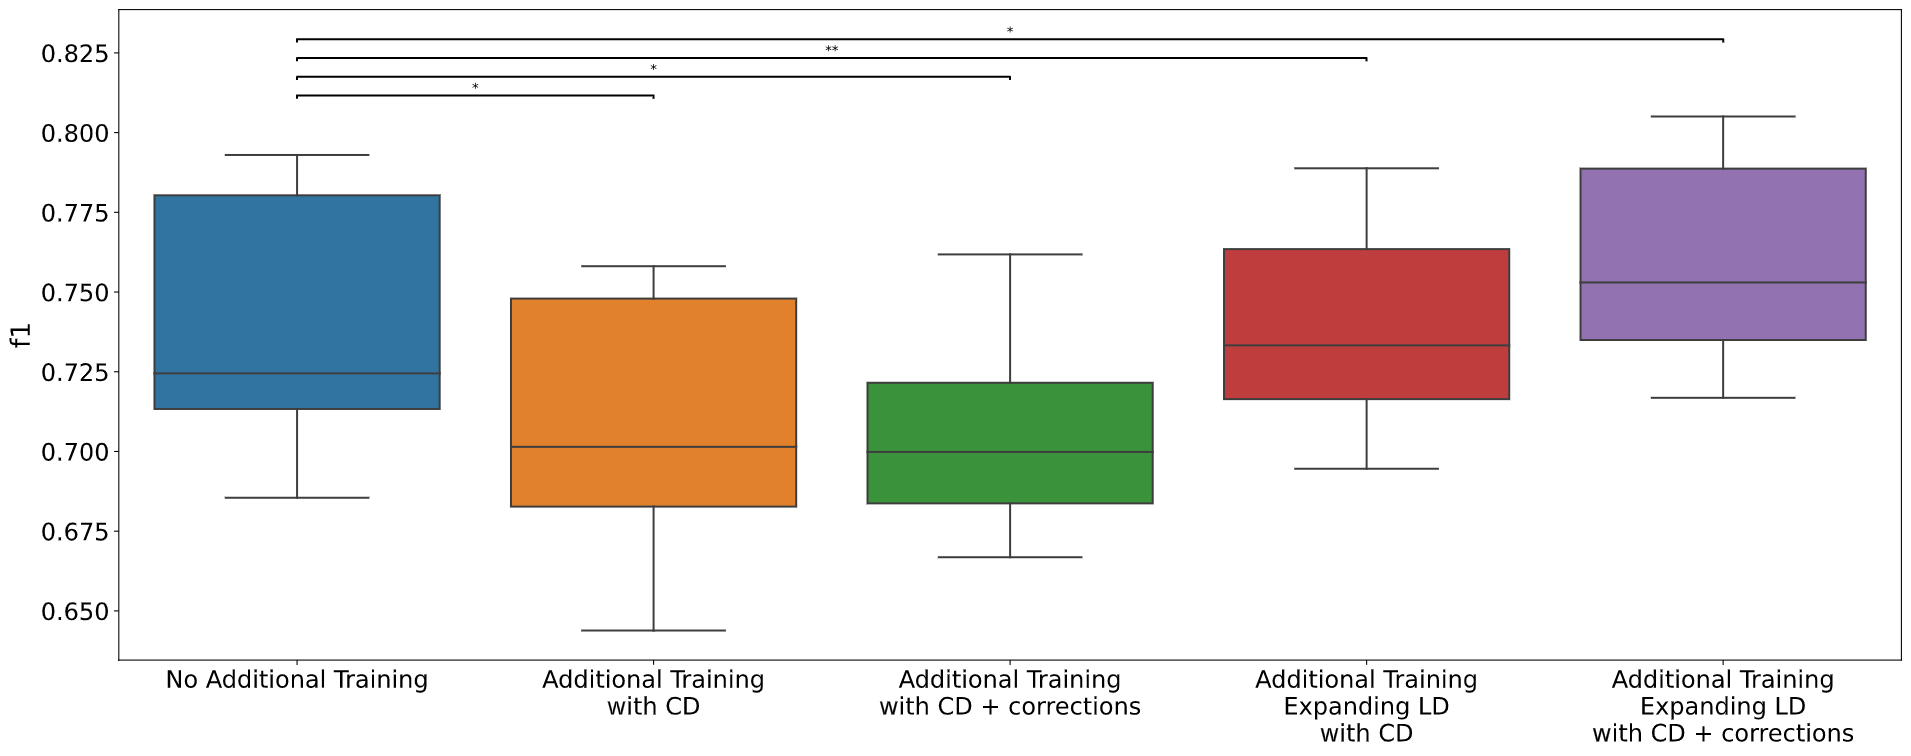 *
**
*
*
0.825
0.800
0.775
0.750
0.725
0.700
0.675
0.650
f1
No Additional Training
Additional Training
with CD
Additional Training
with CD + corrections
Additional Training
Expanding LD
with CD
Additional Training
Expanding LD
with CD + corrections